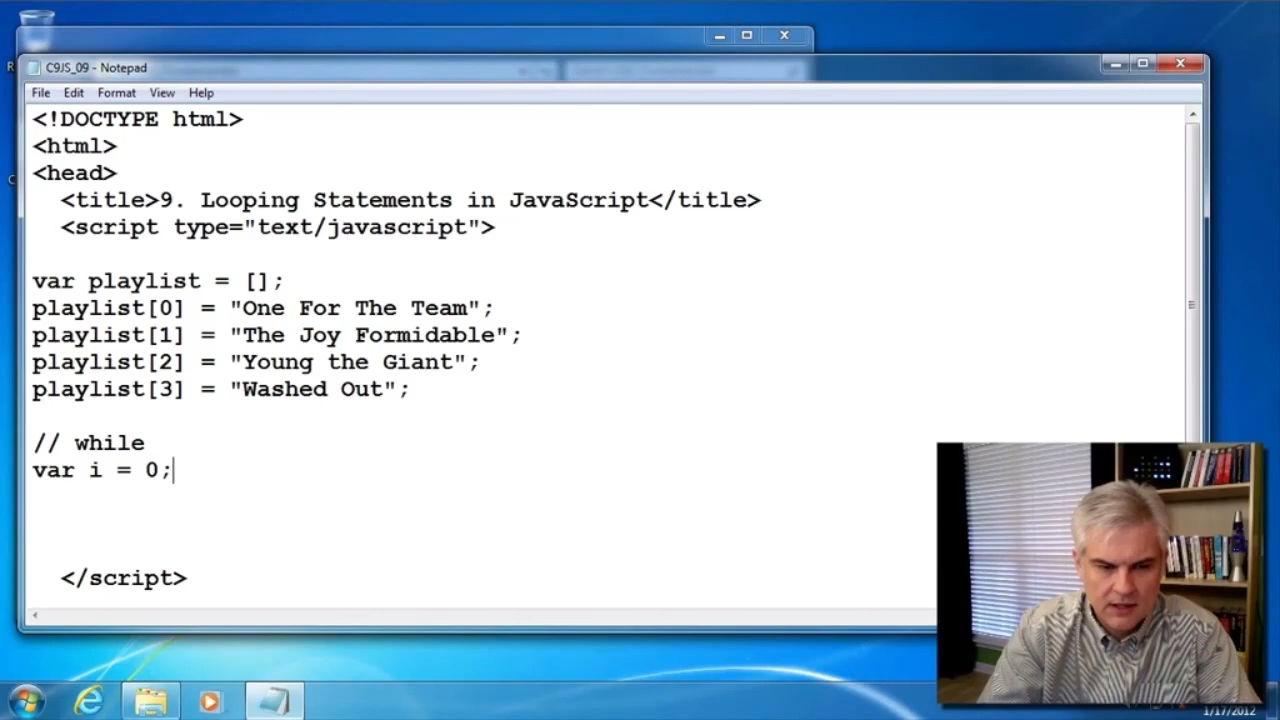 C9JS_09 - Notepad
File Edit Format View Help
<!DOCTYPE html>
<html>
<head>
<title>9. Looping Statements in JavaScript</title>
<script type="text/javascript">
var playlist = [];
playlist[0] = "One For The Team";
playlist[1] = "The Joy Formidable";
playlist[2] = "Young the Giant";
playlist[3] = "Washed Out";
// while
var i = 0;
</script>
1/17/2012